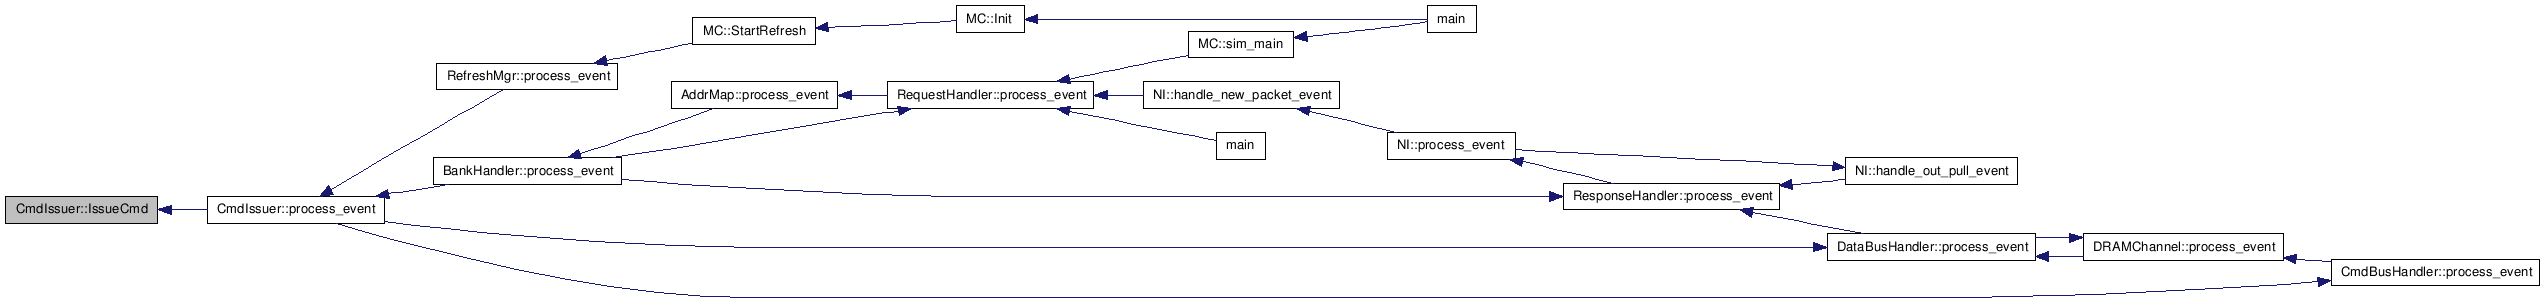 main
MC::Init
MC::StartRefresh
MC::sim_main
RefreshMgr::process_event
AddrMap::process_event
RequestHandler::process_event
NI::handle_new_packet_event
main
NI::process_event
BankHandler::process_event
NI::handle_out_pull_event
ResponseHandler::process_event
CmdIssuer::IssueCmd
CmdIssuer::process_event
DataBusHandler::process_event
DRAMChannel::process_event
CmdBusHandler::process_event